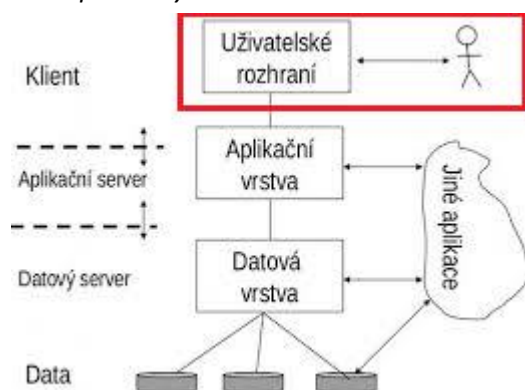 Klient
Uživatelské
rozhraní
Aplikační server
Aplikační
vrstva
Jiné aplikace
Datový server
Datová
vrstva
Data